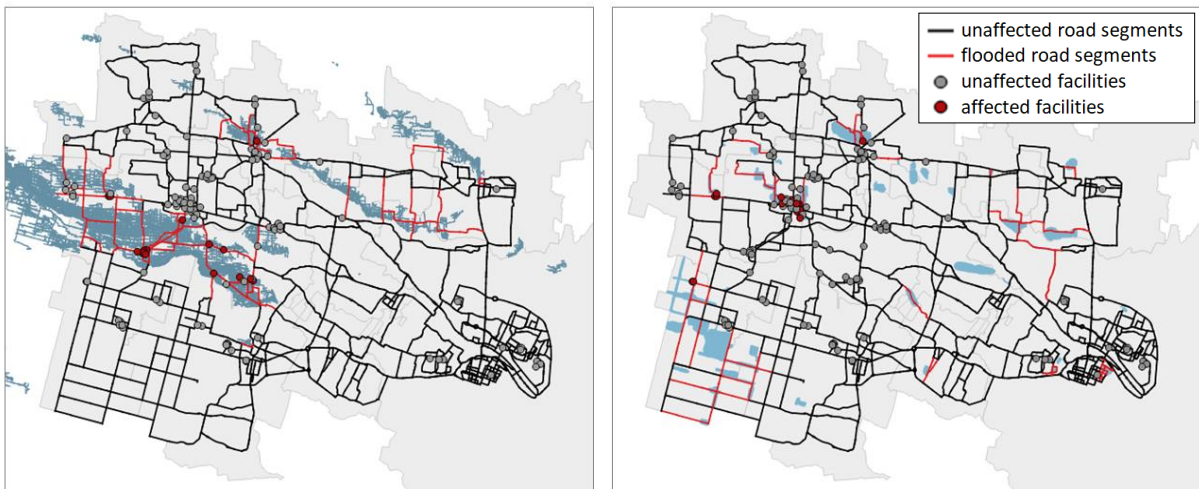 unaffected road segments
flooded road segments
unaffected facilities
affected facilities